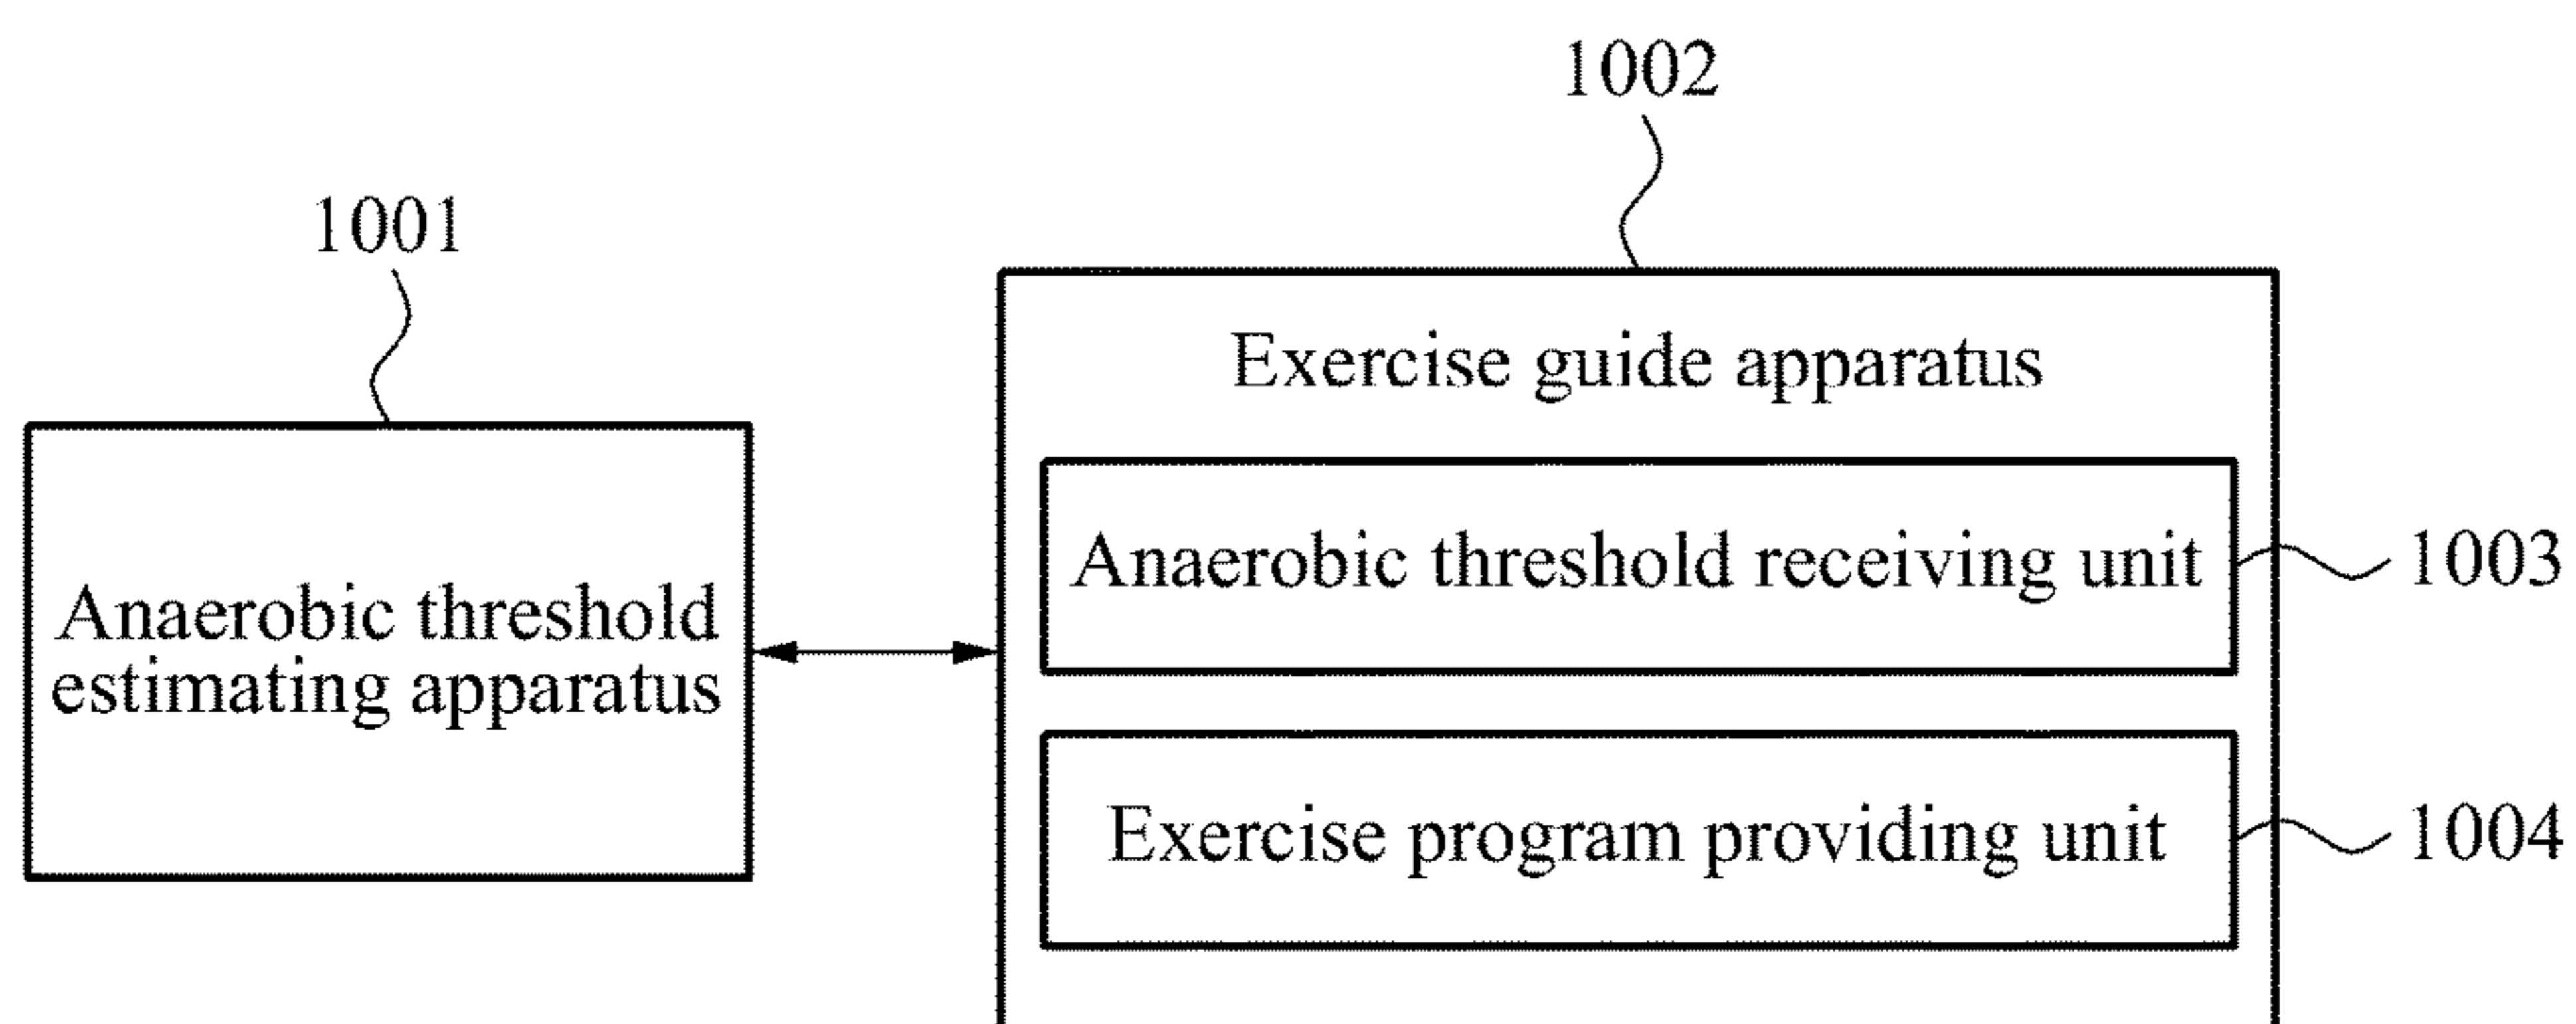 1002
1001
Exercise guide apparatus
Anaerobic threshold receiving unit
1003
Anaerobic threshold
estimating apparatus
Exercise program providing unit
1004